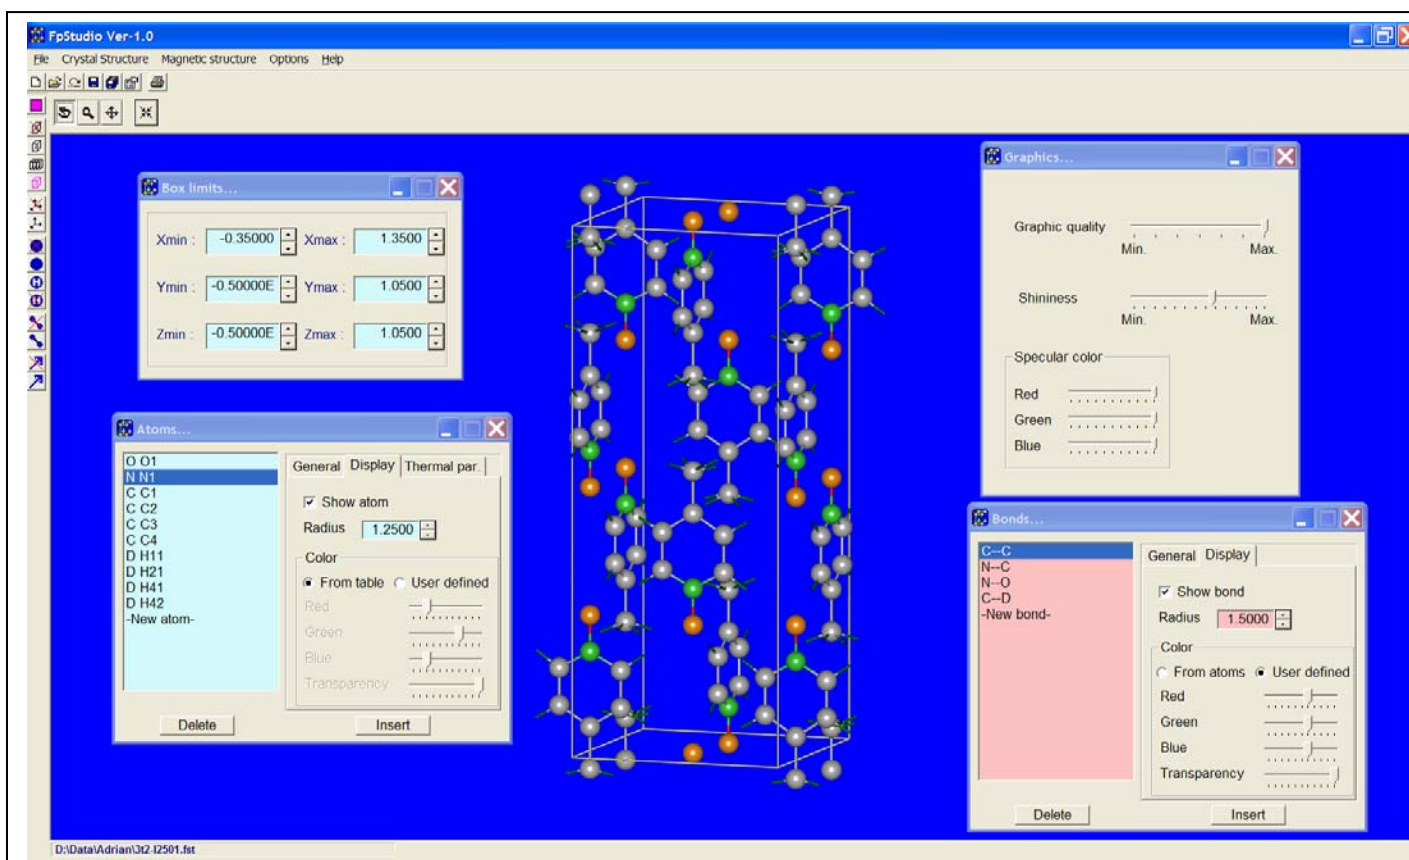 FpStudio Ver-1.0
File Crystal Structure Magnetic structure Options Help
Box limits...
Xmin : -0.35000 Xmax : 1.3500
Ymin : -0.50000E Ymax : 1.0500
Zmin : -0.50000E Zmax : 1.0500
Graphics...
Graphic quality
Min. Max.
Shininess
Min. Max.
Specular color
Red
Green
Blue
Atoms...
O O1
N N1
C C1
C C2
C C3
C C4
D H11
D H21
D H41
D H42
-New atom-
General Display Thermal par.
Show atom
Radius 1.2500
Color
From table User defined
Red
Green
Blue
Transparency
Delete Insert
Bonds...
C--C
N--C
N--O
C--D
-New bond-
General Display
Show bond
Radius 1.5000
Color
From atoms User defined
Red
Green
Blue
Transparency
Delete Insert
D:\Data\Adrian\3t2-l2501.fst